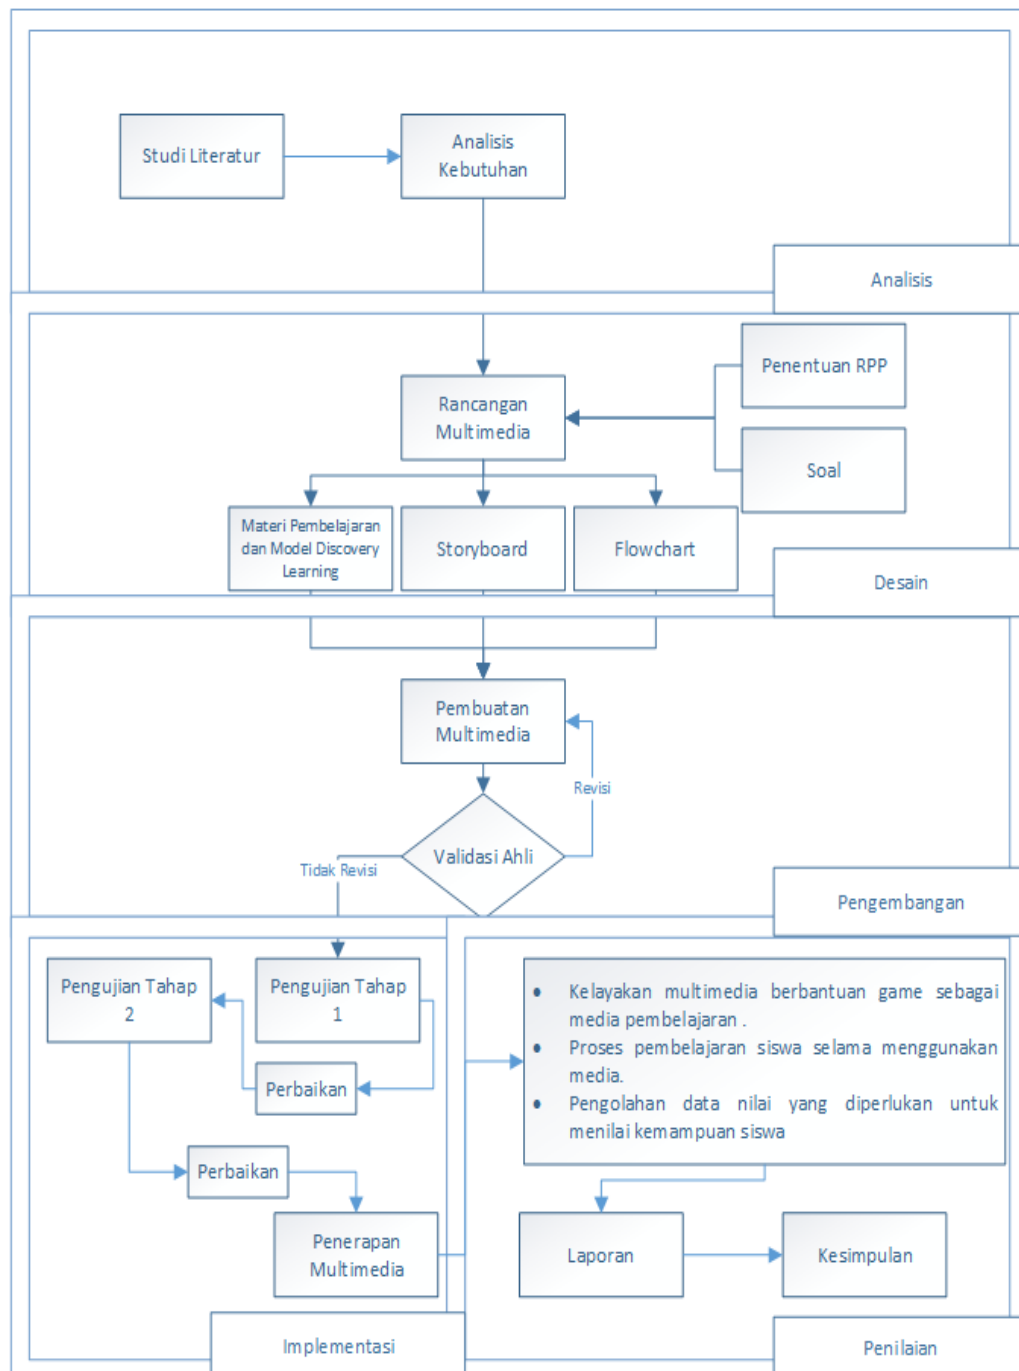 Studi Literatur
Analisis
Kebutuhan
Analisis
Penentuan RPP
Rancangan
Multimedia
Soal
Materi Pembelajaran
dan Model Discovery
Learning
Storyboard
Flowchart
Desain
Pembuatan
Multimedia
Revisi
Validasi Ahli
Tidak Revisi
Pengembangan
Pengujian Tahap
2
Pengujian Tahap
1
Perbaikan
Perbaikan
Penerapan
Multimedia
Implementasi
• Kelayakan multimedia berbantuan game sebagai
media pembelajaran .
• Proses pembelajaran siswa selama menggunakan
media.
• Pengolahan data nilai yang diperlukan untuk
menilai kemampuan siswa
Laporan
Kesimpulan
Penilaian